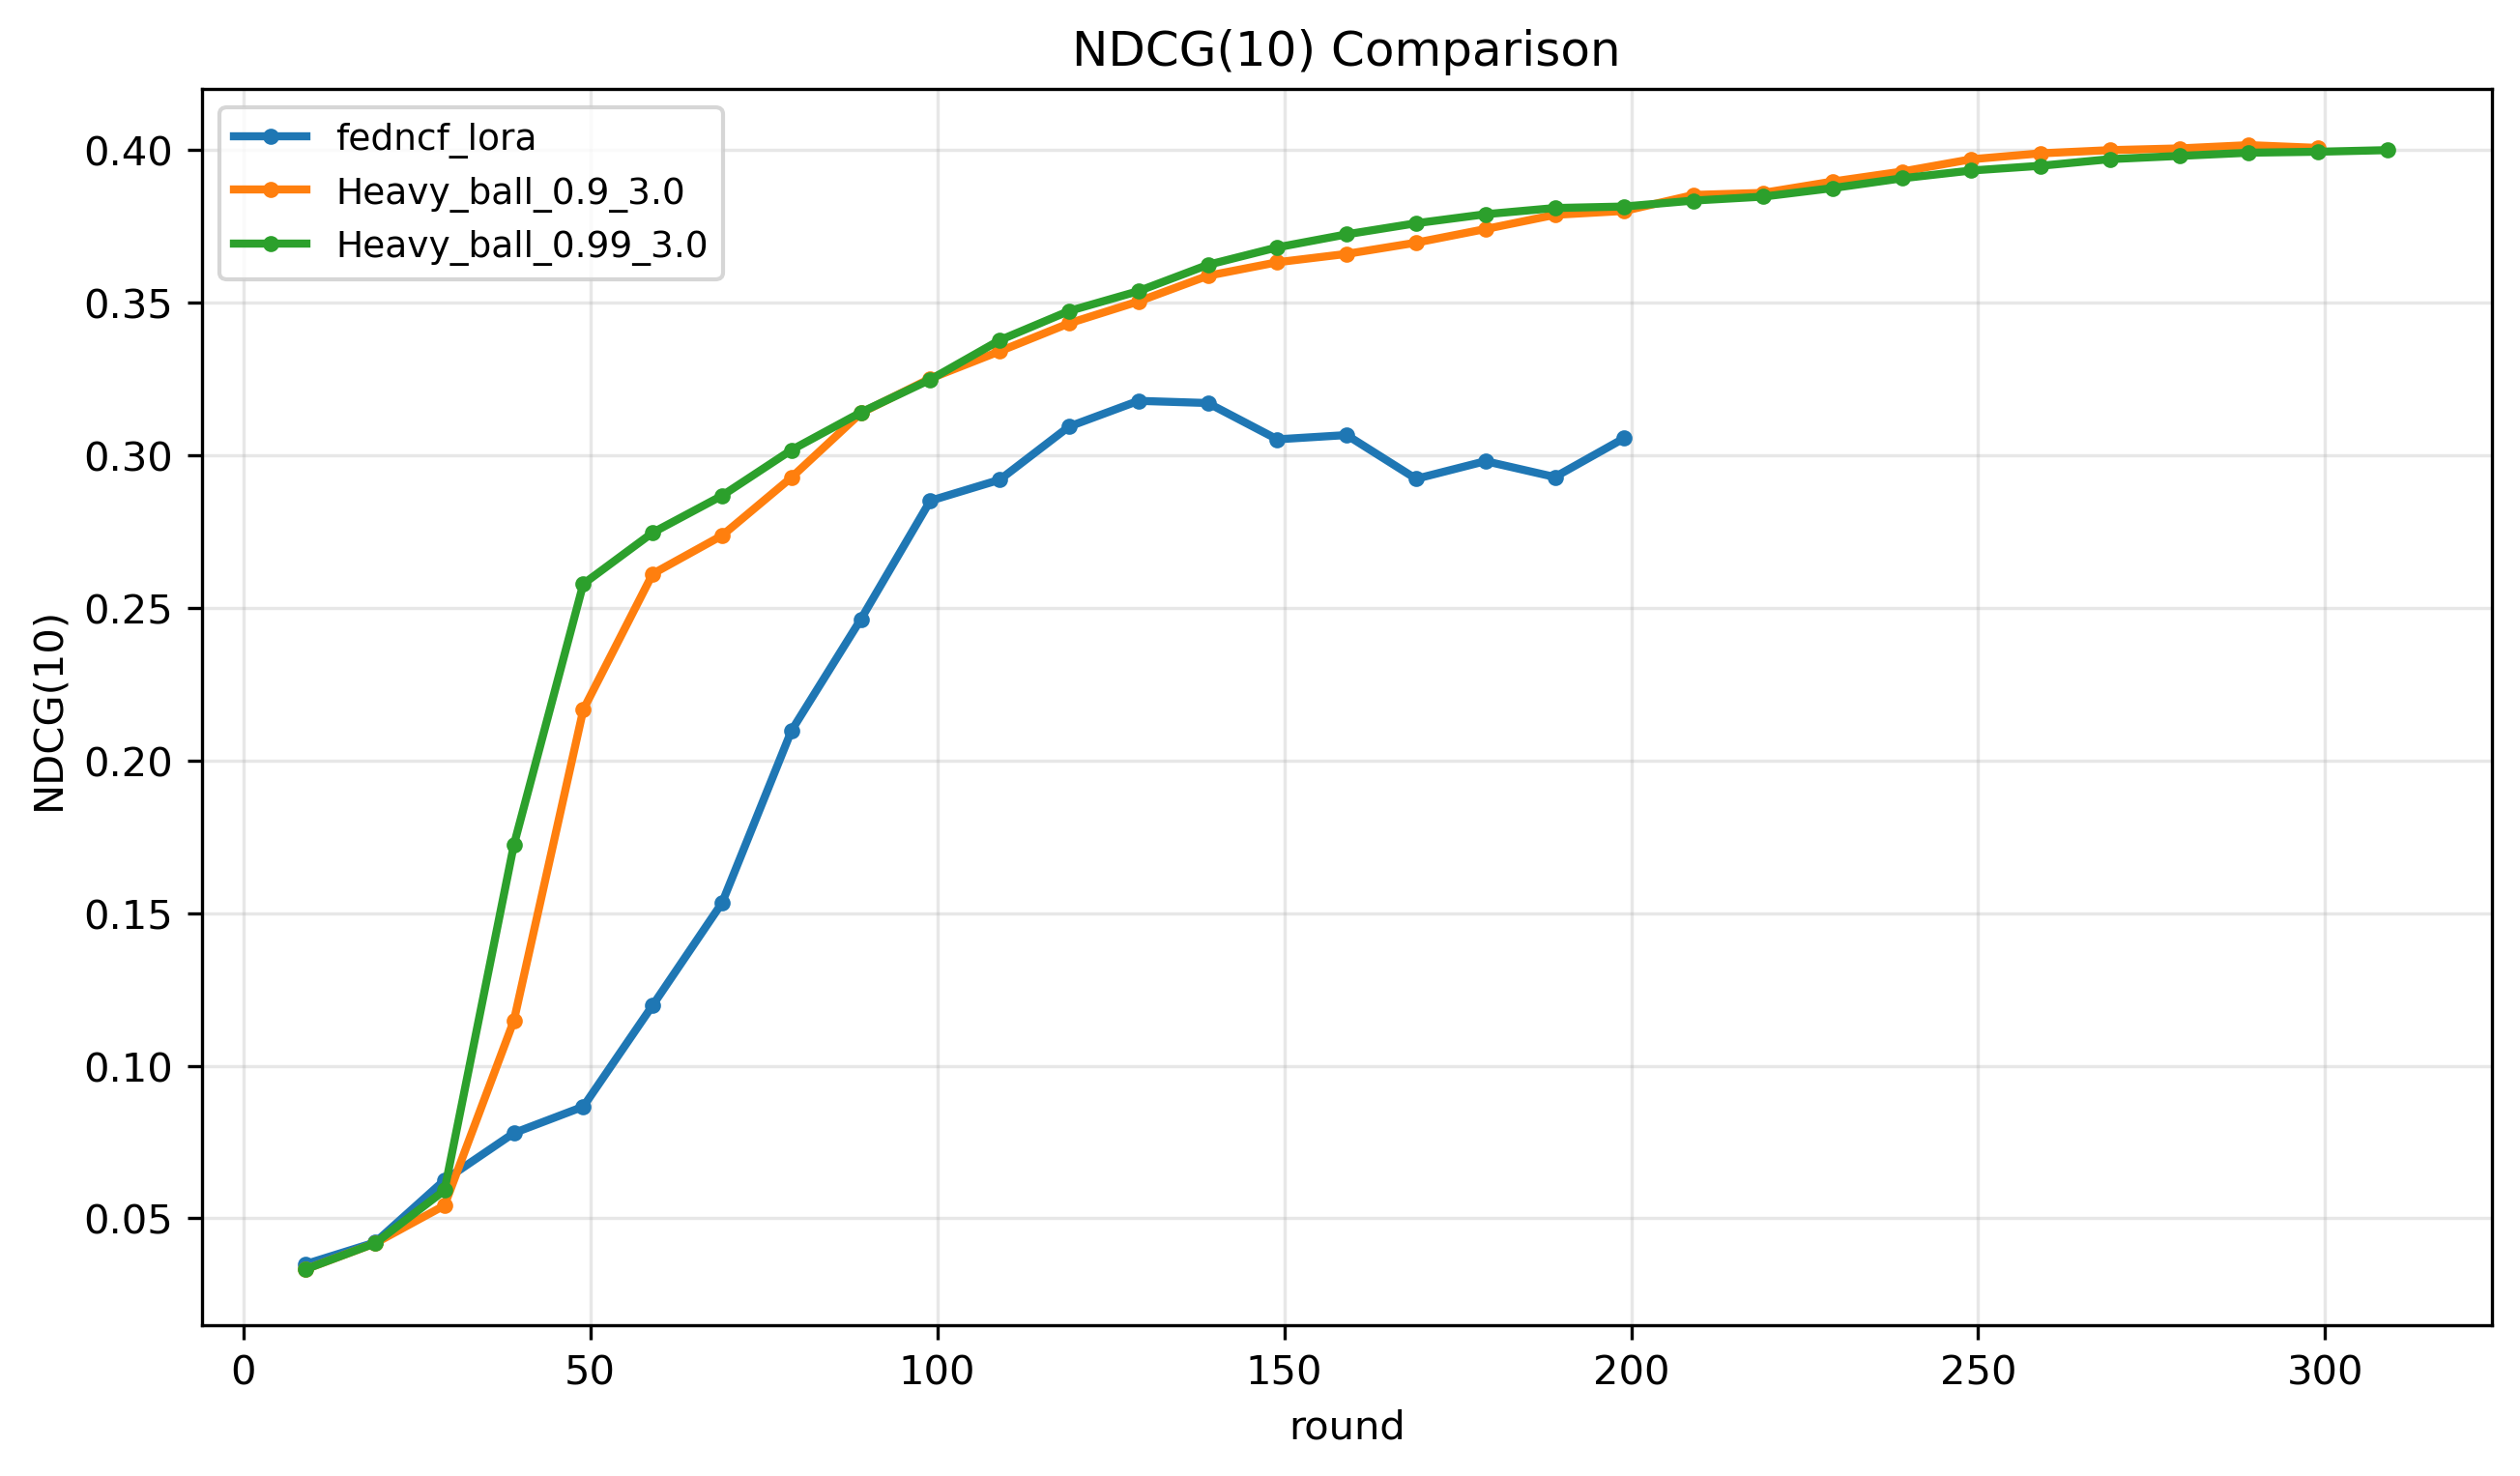 NDCG(10) Comparison
fedncf_lora
Heavy_ball_0.9_3.0
Heavy_ball_0.99_3.0
NDCG(10)
0.40
0.35
0.30
0.25
0.20
0.15
0.10
0.05
0 50 100 150 200 250 300
round